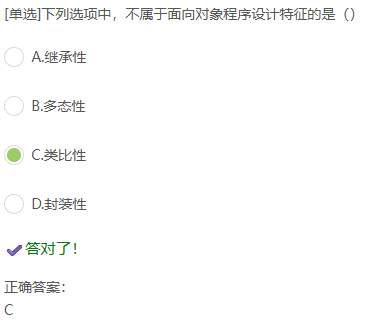 [单选]下列选项中，不属于面向对象程序设计特征的是（）
A.继承性
B.多态性
C.类比性
D.封装性
答对了!
正确答案：
C